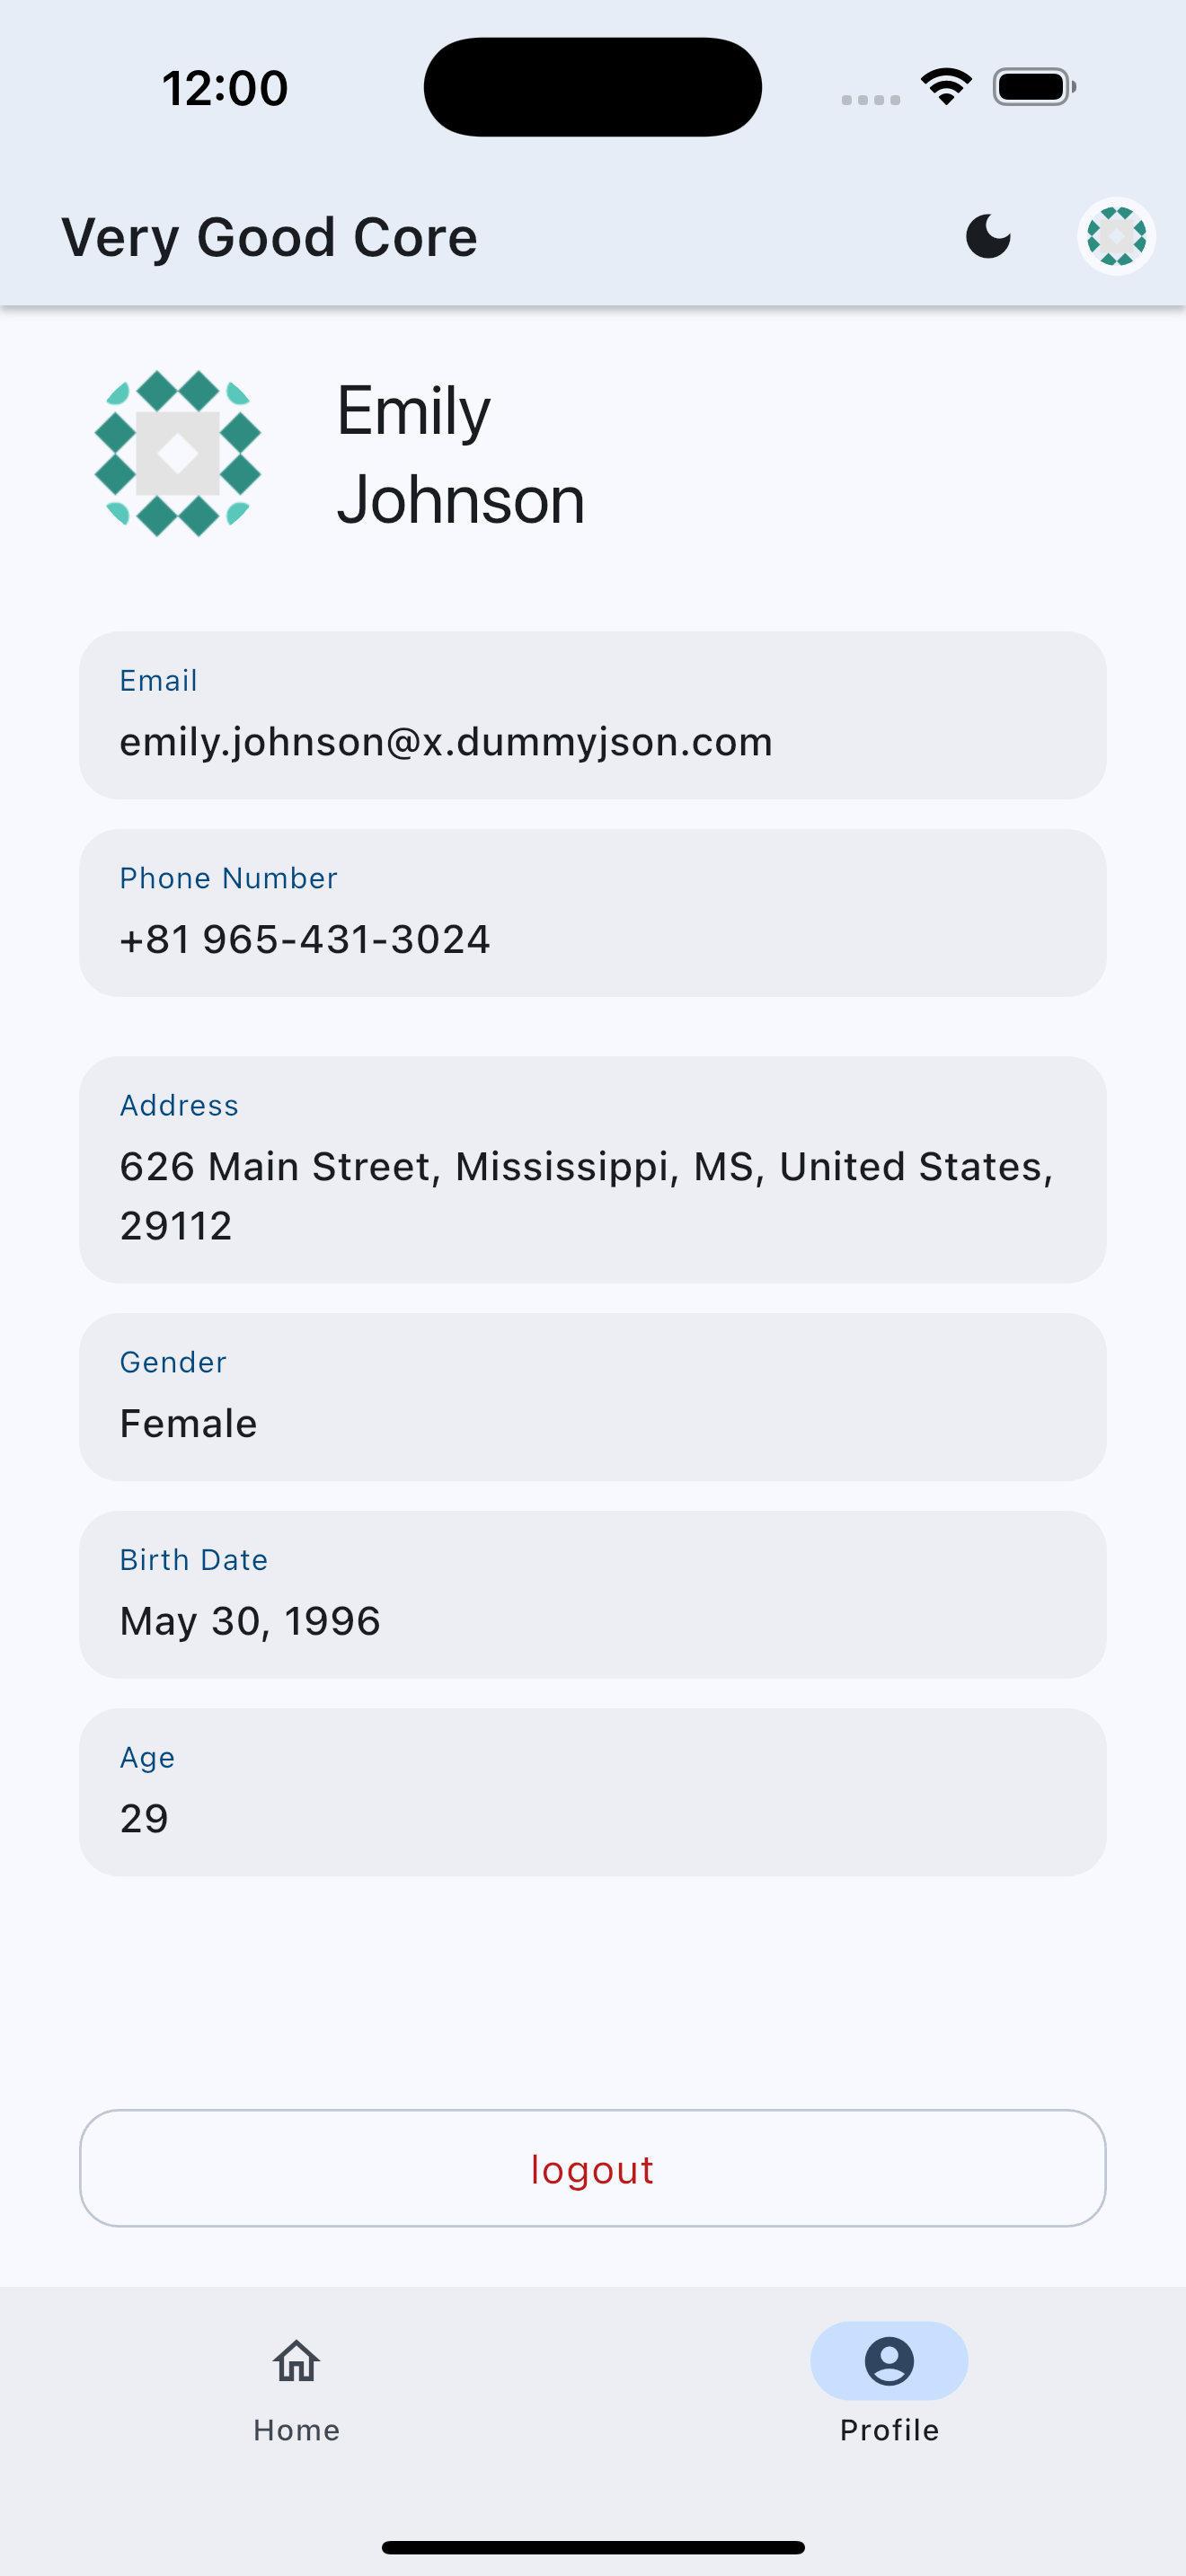 12:00
Very Good Core
Emily
Johnson
Email
emily.johnson@x.dummyjson.com
Phone Number
+81 965-431-3024
Address
626 Main Street, Mississippi, MS, United States,
29112
Gender
Female
Birth Date
May 30, 1996
Age
29
logout
Home
Profile